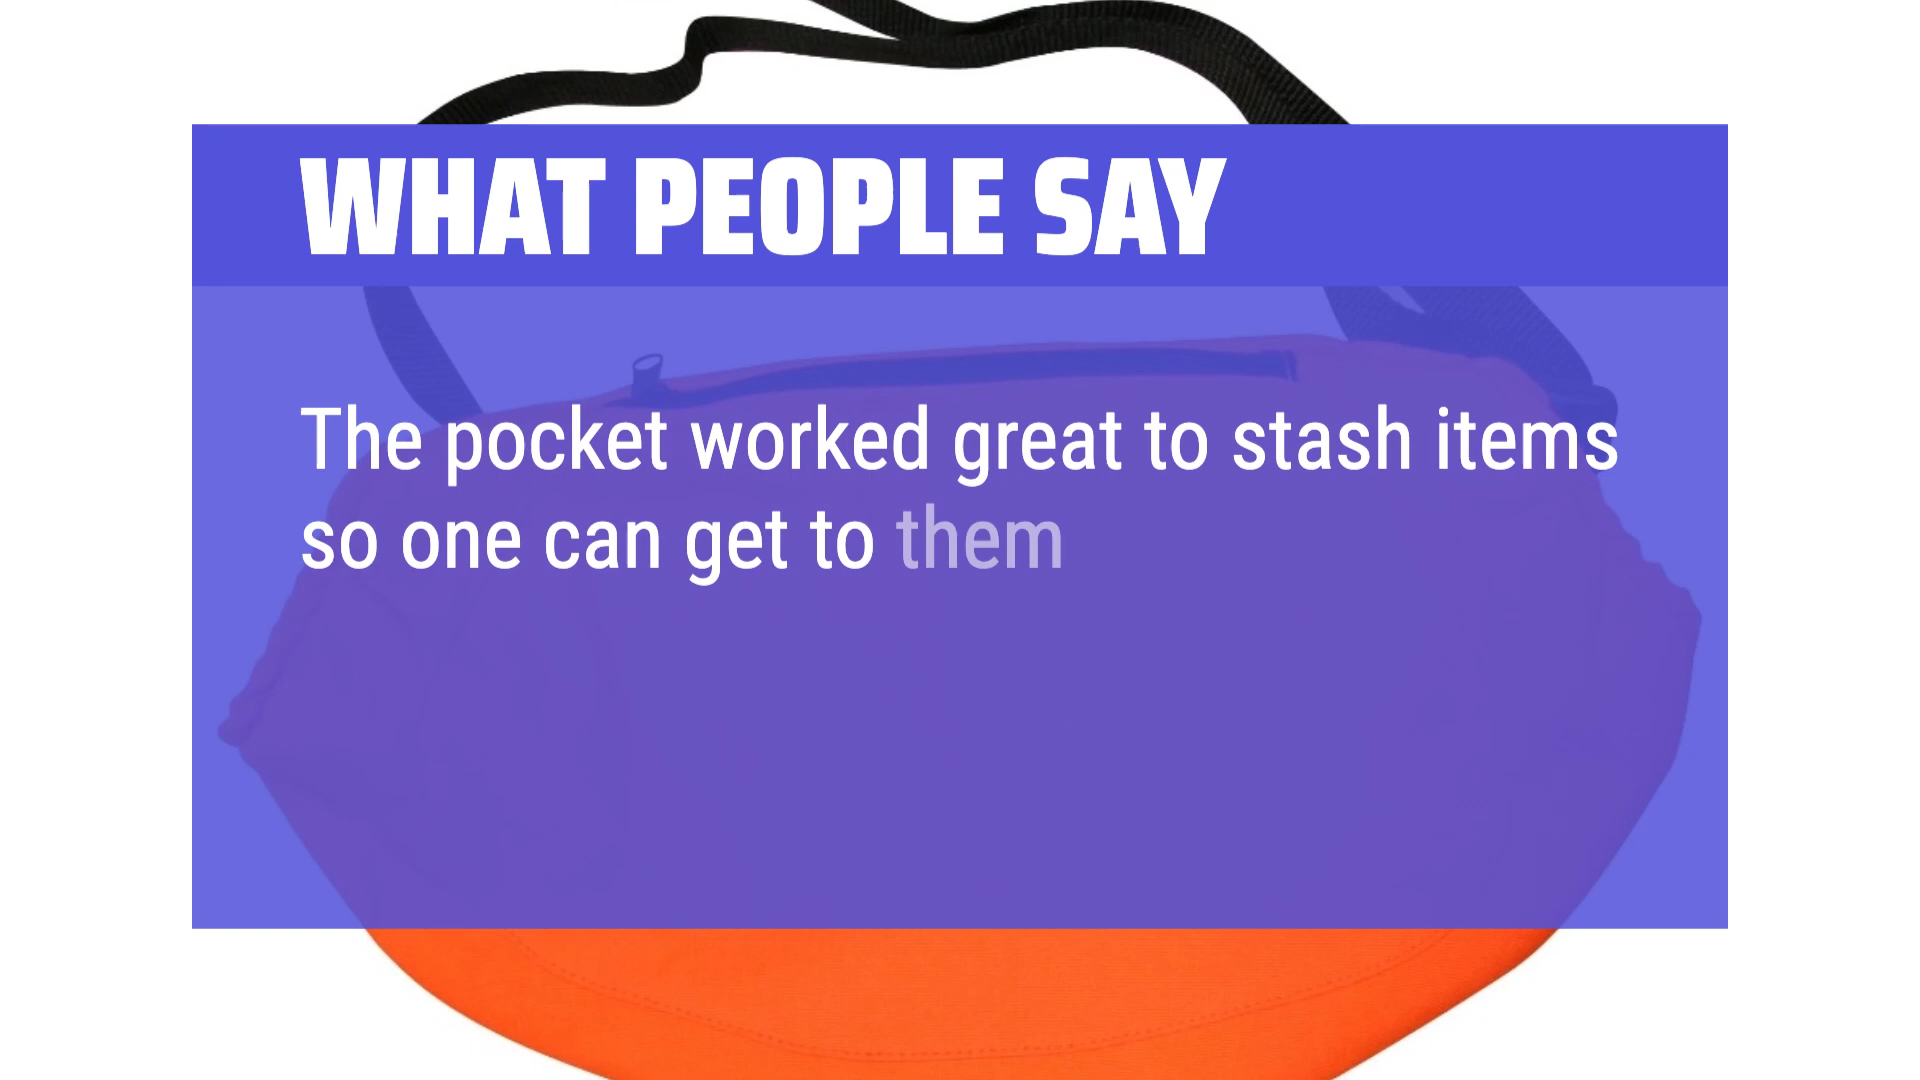 WHAT PEOPLE SAY
The pocket worked great to stash items
so one can get to them